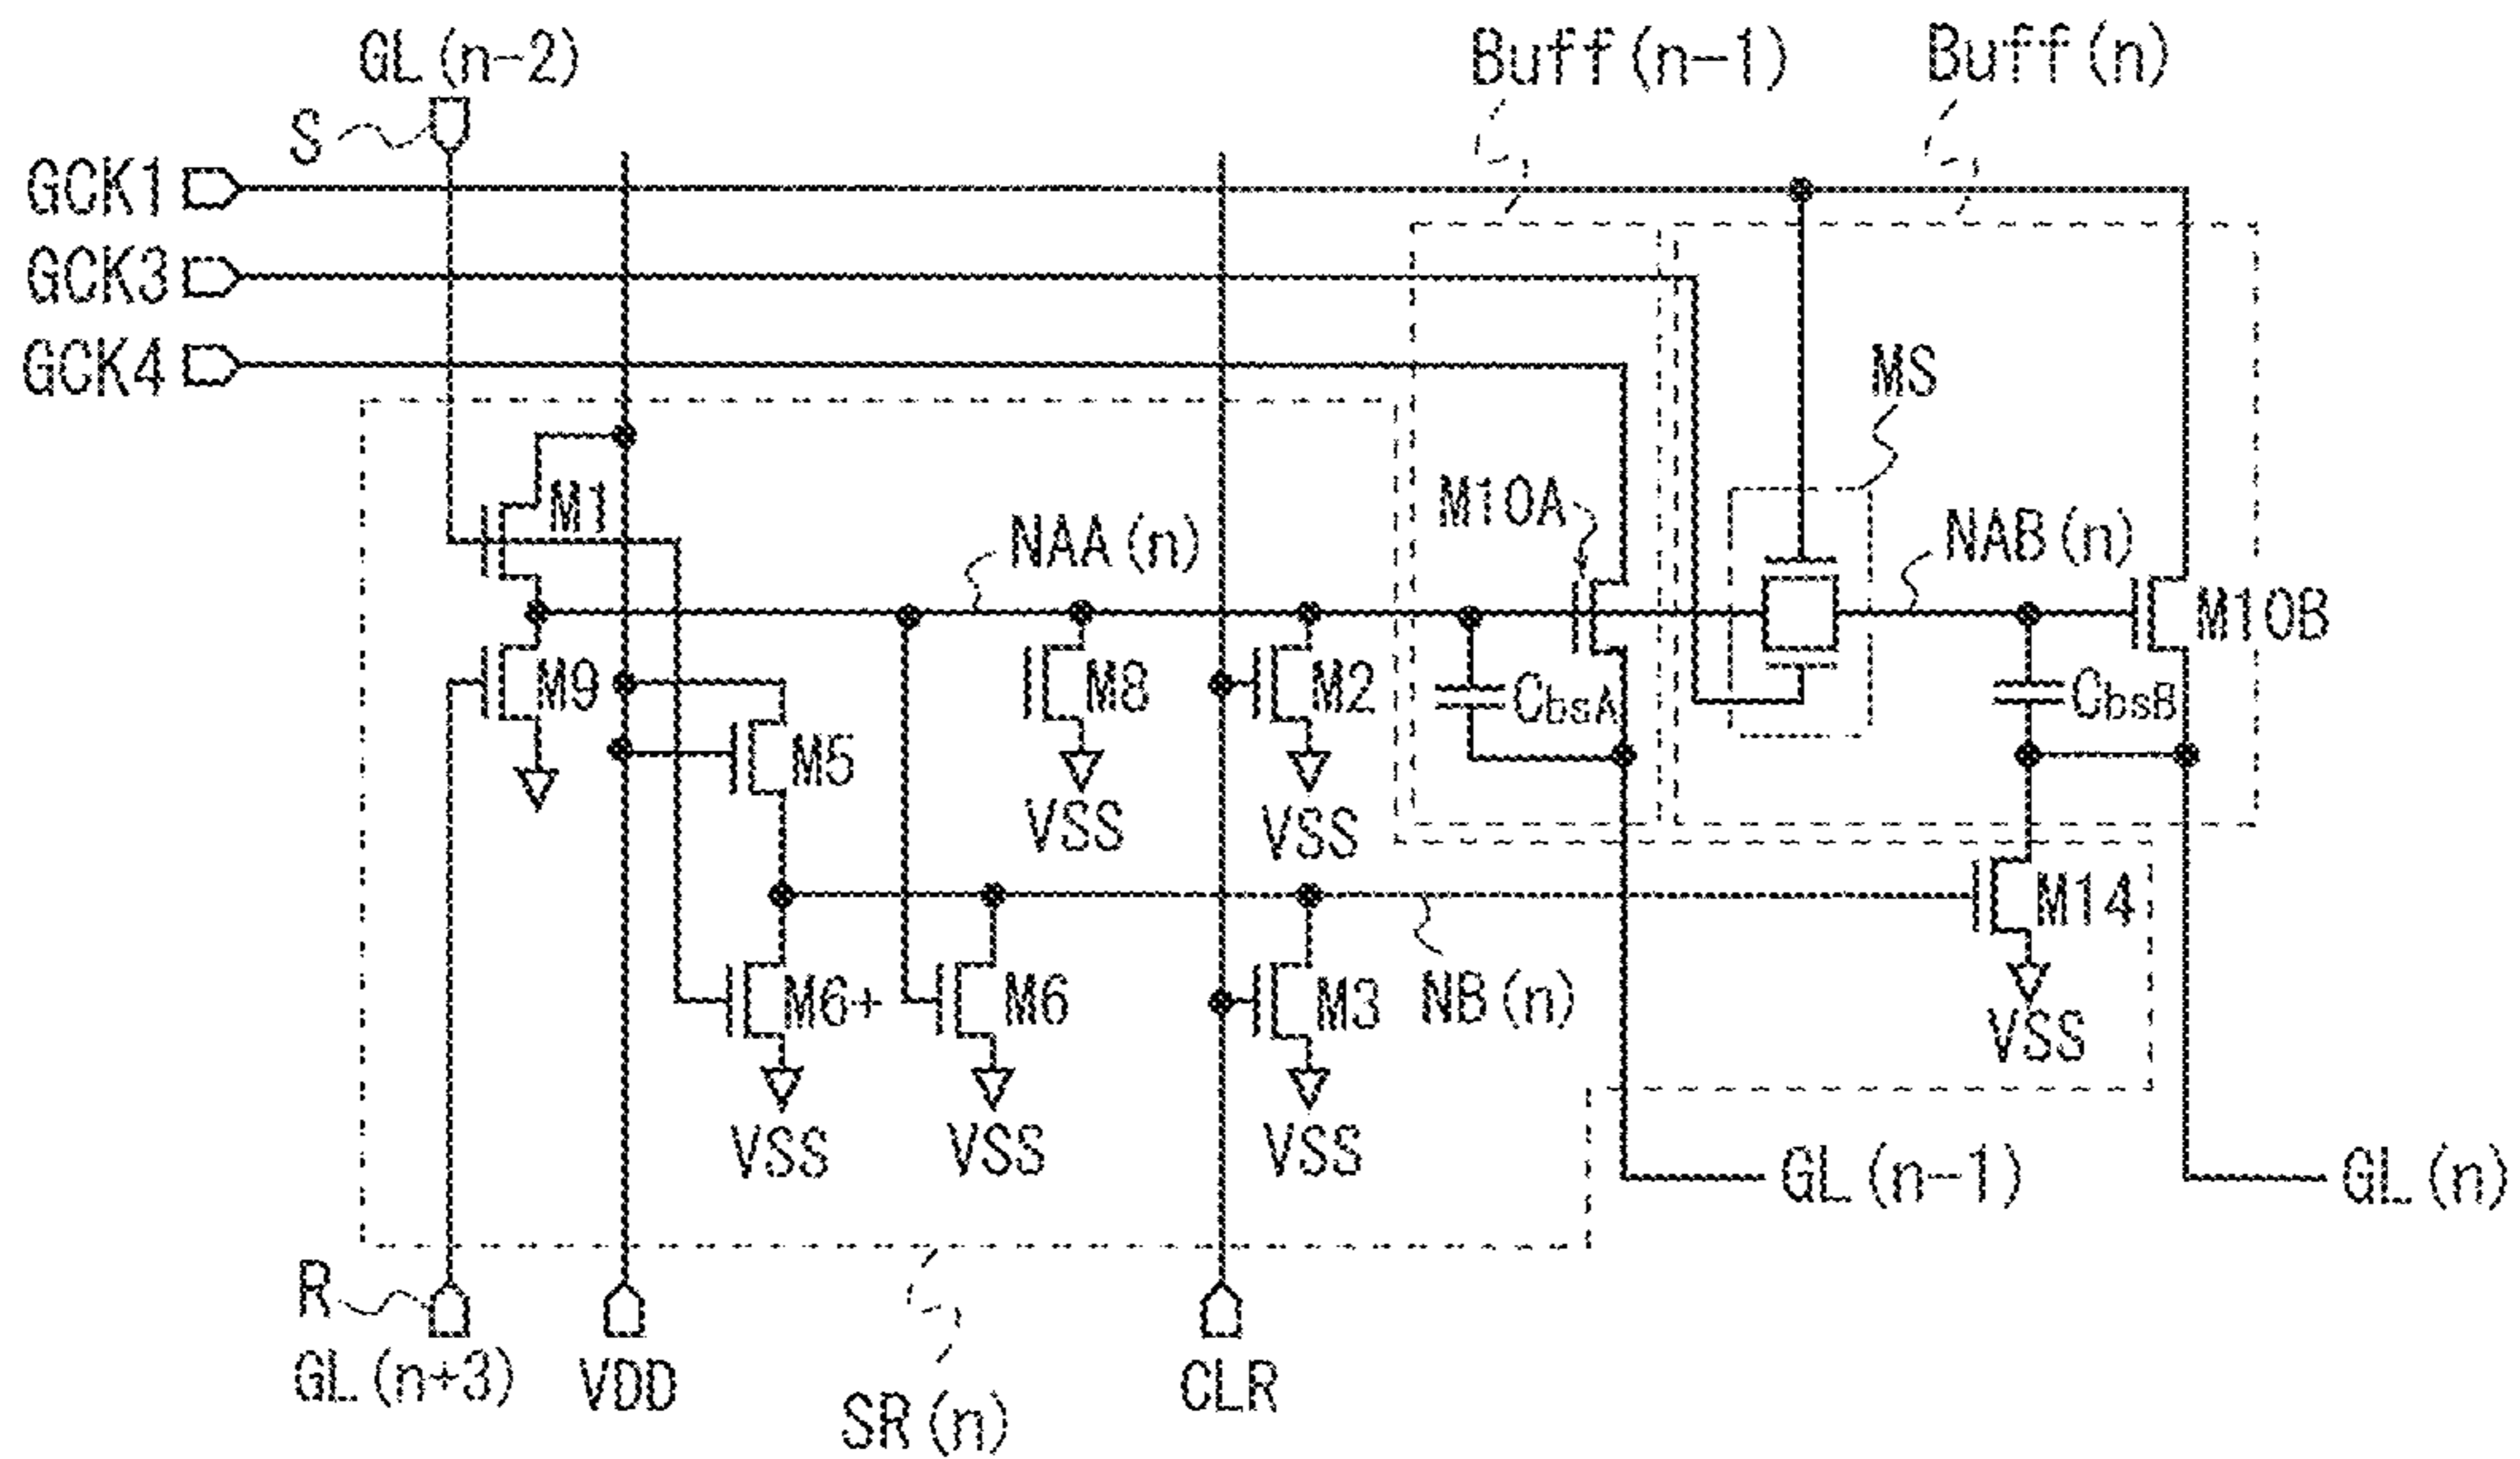 GL(n-2)
Buff(n-1)
Buff(n)
S
GCK1
GCK3
GCK4
MS
M1
NAA(n)
M10A
NAB(n)
M10B
M9
M8
M2
CbsA
CbsB
M5
VSS
VSS
M14
M6+
M6
M3
NB(n)
VSS
VSS
VSS
VSS
GL(n-1)
GL(n)
R
GL(n+3)
VDD
CLR
SR(n)